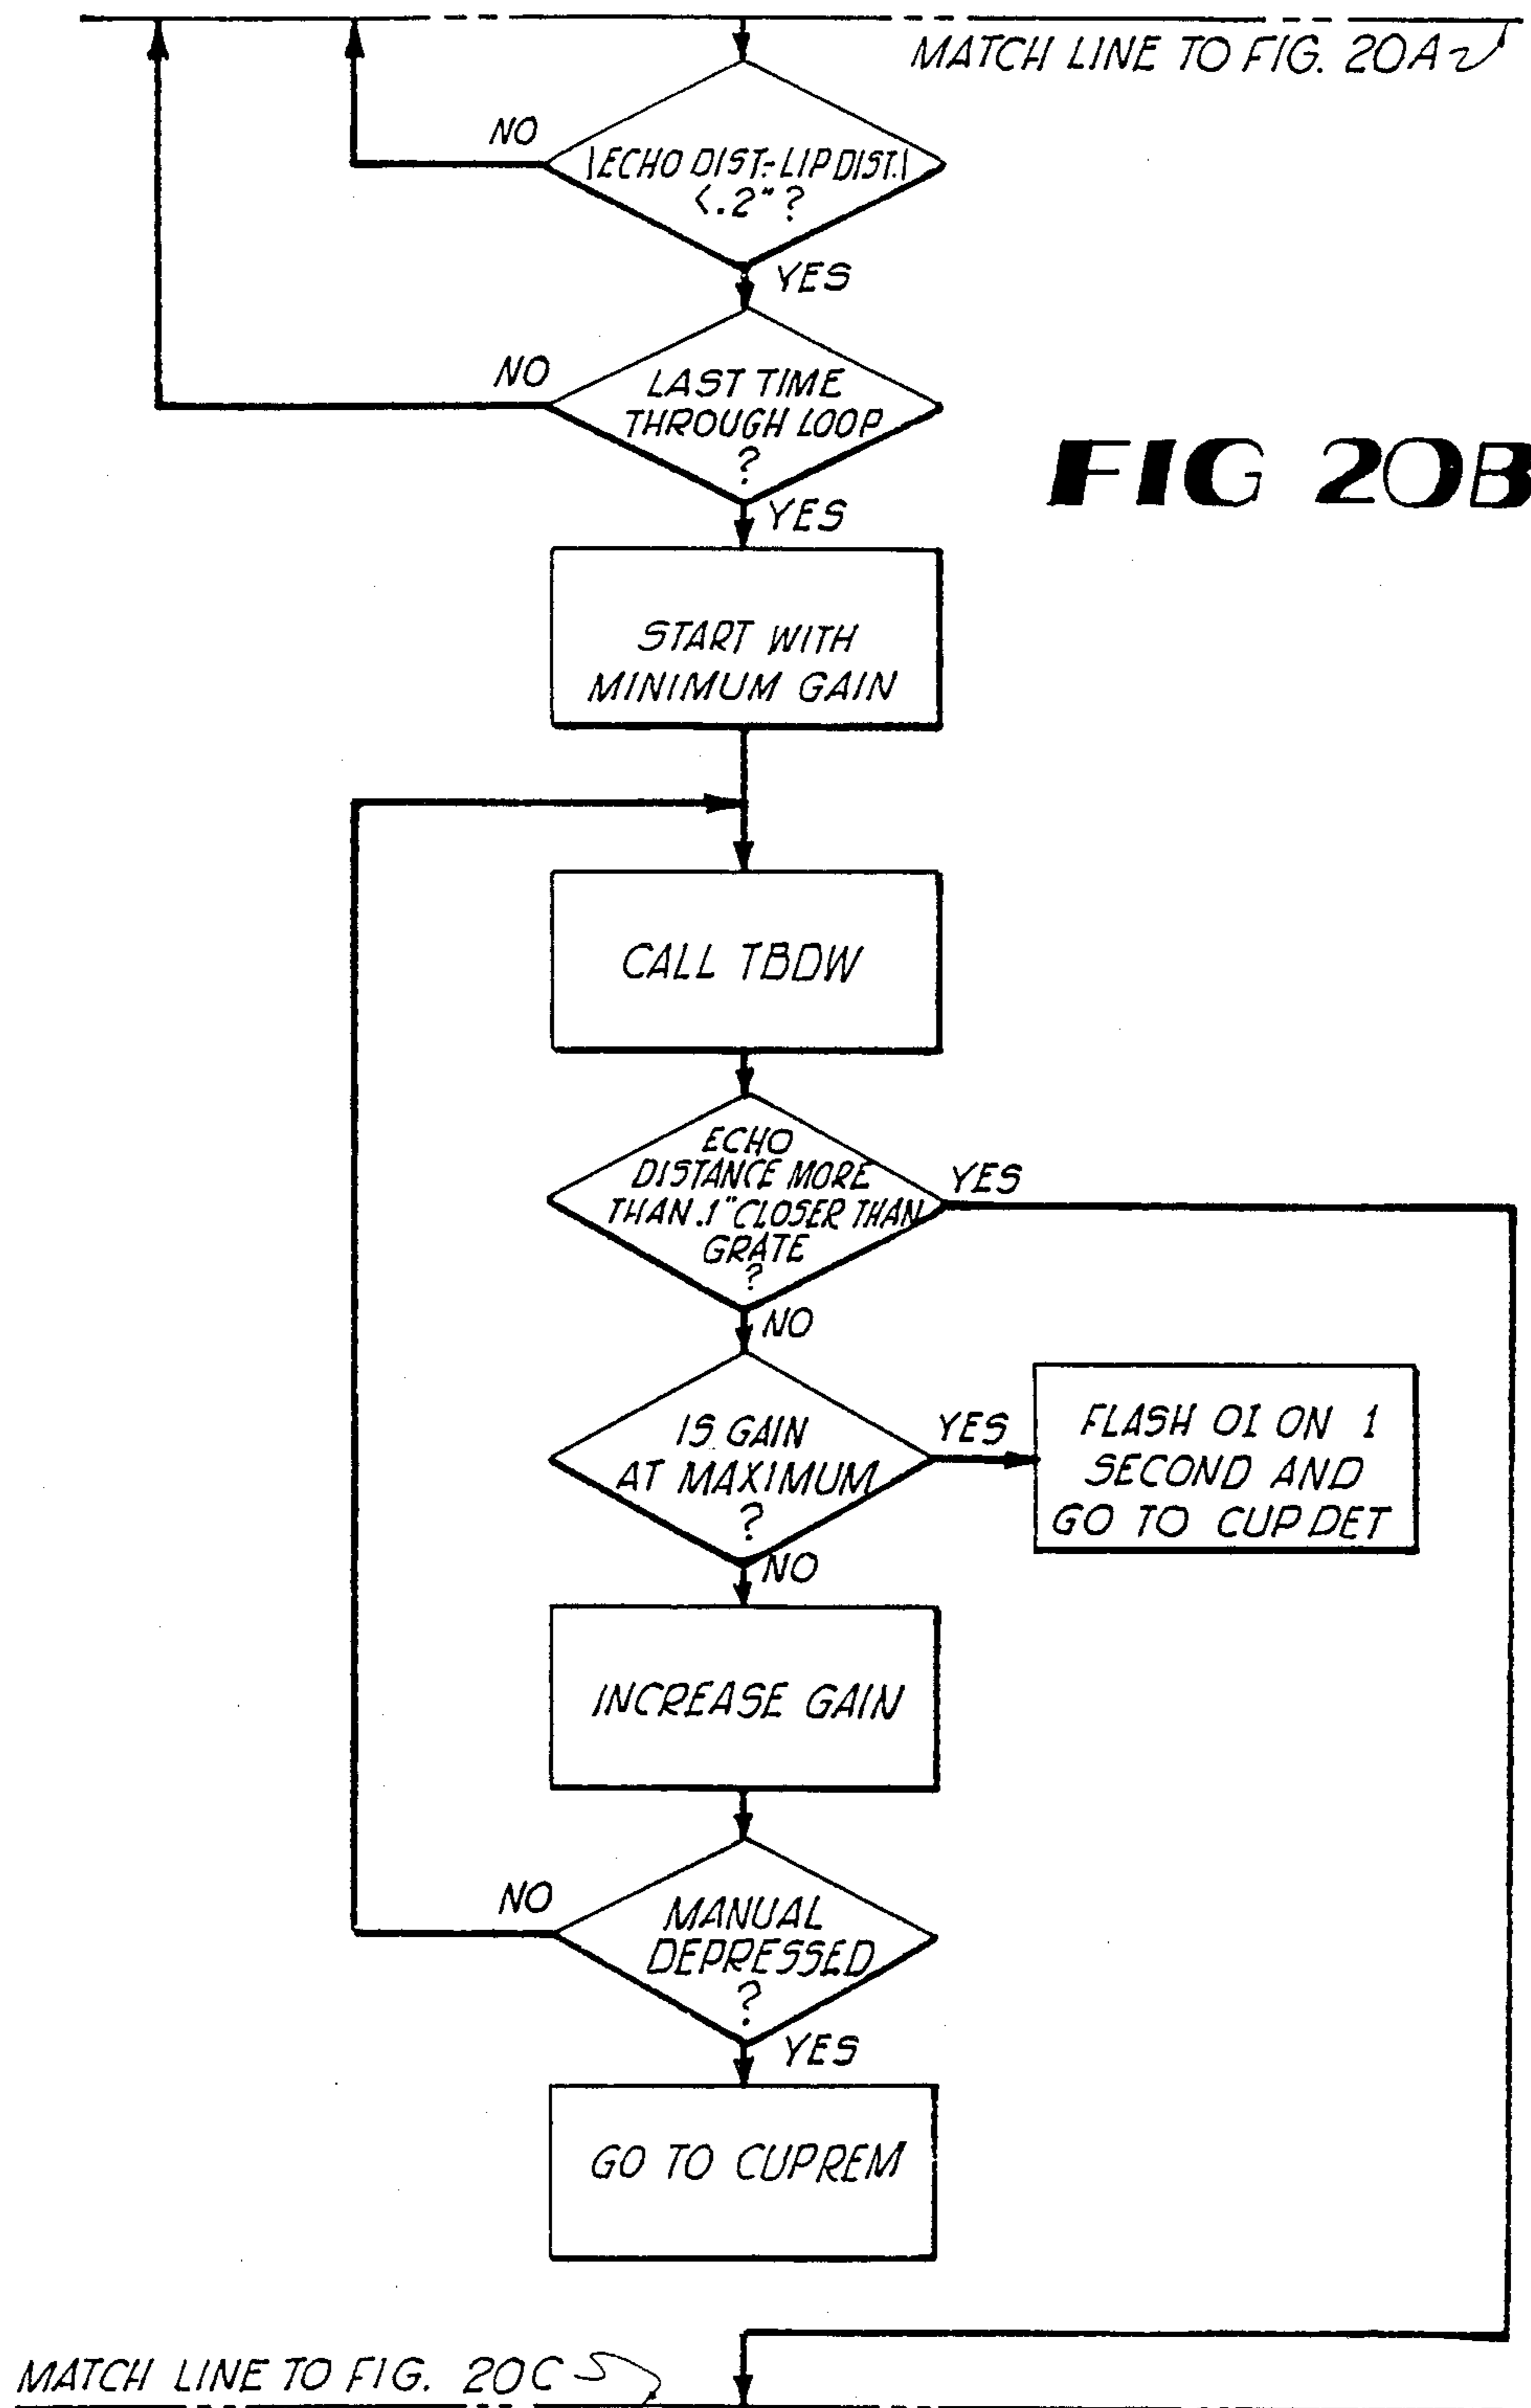 MATCH LINE TO FIG. 20A
NO
|ECHO DIST.-LIP DIST.|
<.2" ?
YES
NO
LAST TIME
THROUGH LOOP
?
FIG 20B
YES
START WITH
MINIMUM GAIN
CALL TBDW
ECHO
DISTANCE MORE
THAN .1" CLOSER THAN
GRATE
?
YES
NO
IS GAIN
AT MAXIMUM
?
YES
FLASH OI ON 1
SECOND AND
GO TO CUPDET
NO
INCREASE GAIN
NO
MANUAL
DEPRESSED
?
YES
GO TO CUPREM
MATCH LINE TO FIG. 20C